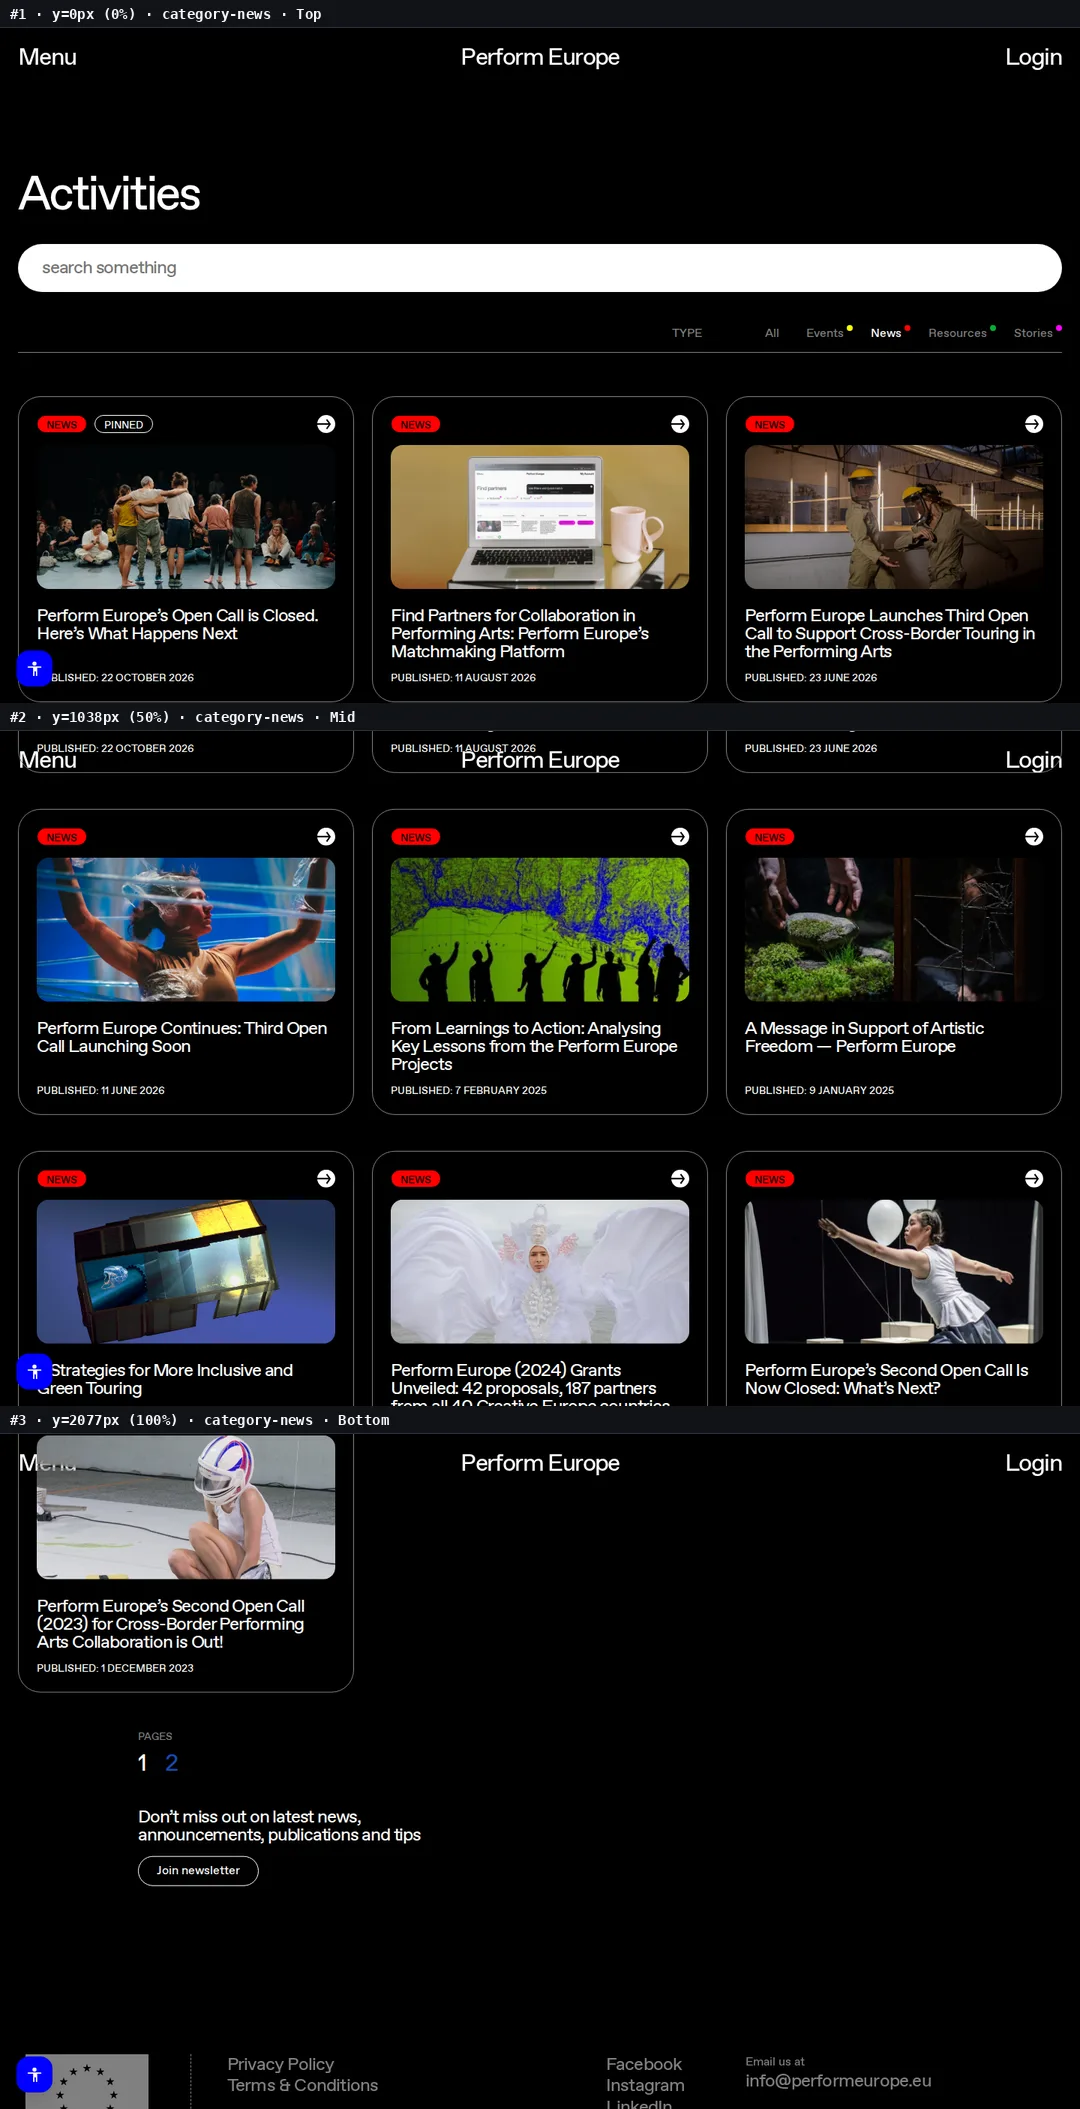 #1 · y=0px (0%) · category-news · Top
Menu
Perform Europe
Login
Activities
search something
TYPE
All
Events
News
Resources
Stories
NEWS
PINNED
Perform Europe's Open Call is Closed.
Here's What Happens Next
BLISHED: 22 OCTOBER 2026
NEWS
Find partners
Find Partners for Collaboration in
Performing Arts: Perform Europe's
Matchmaking Platform
PUBLISHED: 11 AUGUST 2026
NEWS
Perform Europe Launches Third Open
Call to Support Cross-Border Touring in
the Performing Arts
PUBLISHED: 23 JUNE 2026
#2 · y=1038px (50%) · category-news · Mid
PUBLISHED: 22 OCTOBER 2026
PUBLISHED: 11 AUGUST 2026
PUBLISHED: 23 JUNE 2026
Menu
Perform Europe
Login
NEWS
Perform Europe Continues: Third Open
Call Launching Soon
PUBLISHED: 11 JUNE 2026
NEWS
From Learnings to Action: Analysing
Key Lessons from the Perform Europe
Projects
PUBLISHED: 7 FEBRUARY 2025
NEWS
A Message in Support of Artistic
Freedom — Perform Europe
PUBLISHED: 9 JANUARY 2025
NEWS
Strategies for More Inclusive and
Green Touring
NEWS
Perform Europe (2024) Grants
Unveiled: 42 proposals, 187 partners
from all 40 Creative Europe countries
NEWS
Perform Europe's Second Open Call Is
Now Closed: What's Next?
#3 · y=2077px (100%) · category-news · Bottom
Menu
Perform Europe
Login
Perform Europe's Second Open Call
(2023) for Cross-Border Performing
Arts Collaboration is Out!
PUBLISHED: 1 DECEMBER 2023
PAGES
1 2
Don't miss out on latest news,
announcements, publications and tips
Join newsletter
Privacy Policy
Terms & Conditions
Facebook
Instagram
LinkedIn
Email us at
info@performeurope.eu